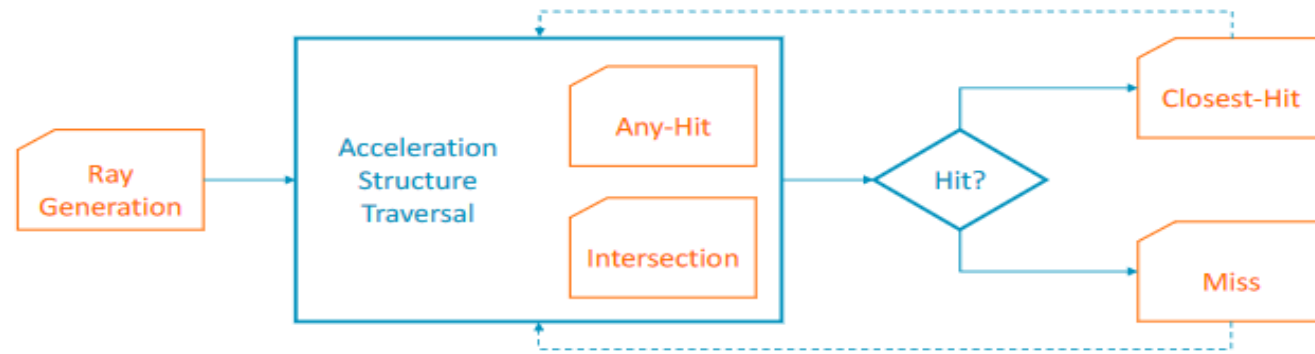 Ray
Generation
Acceleration
Structure
Traversal
Any-Hit
Intersection
Hit?
Closest-Hit
Miss